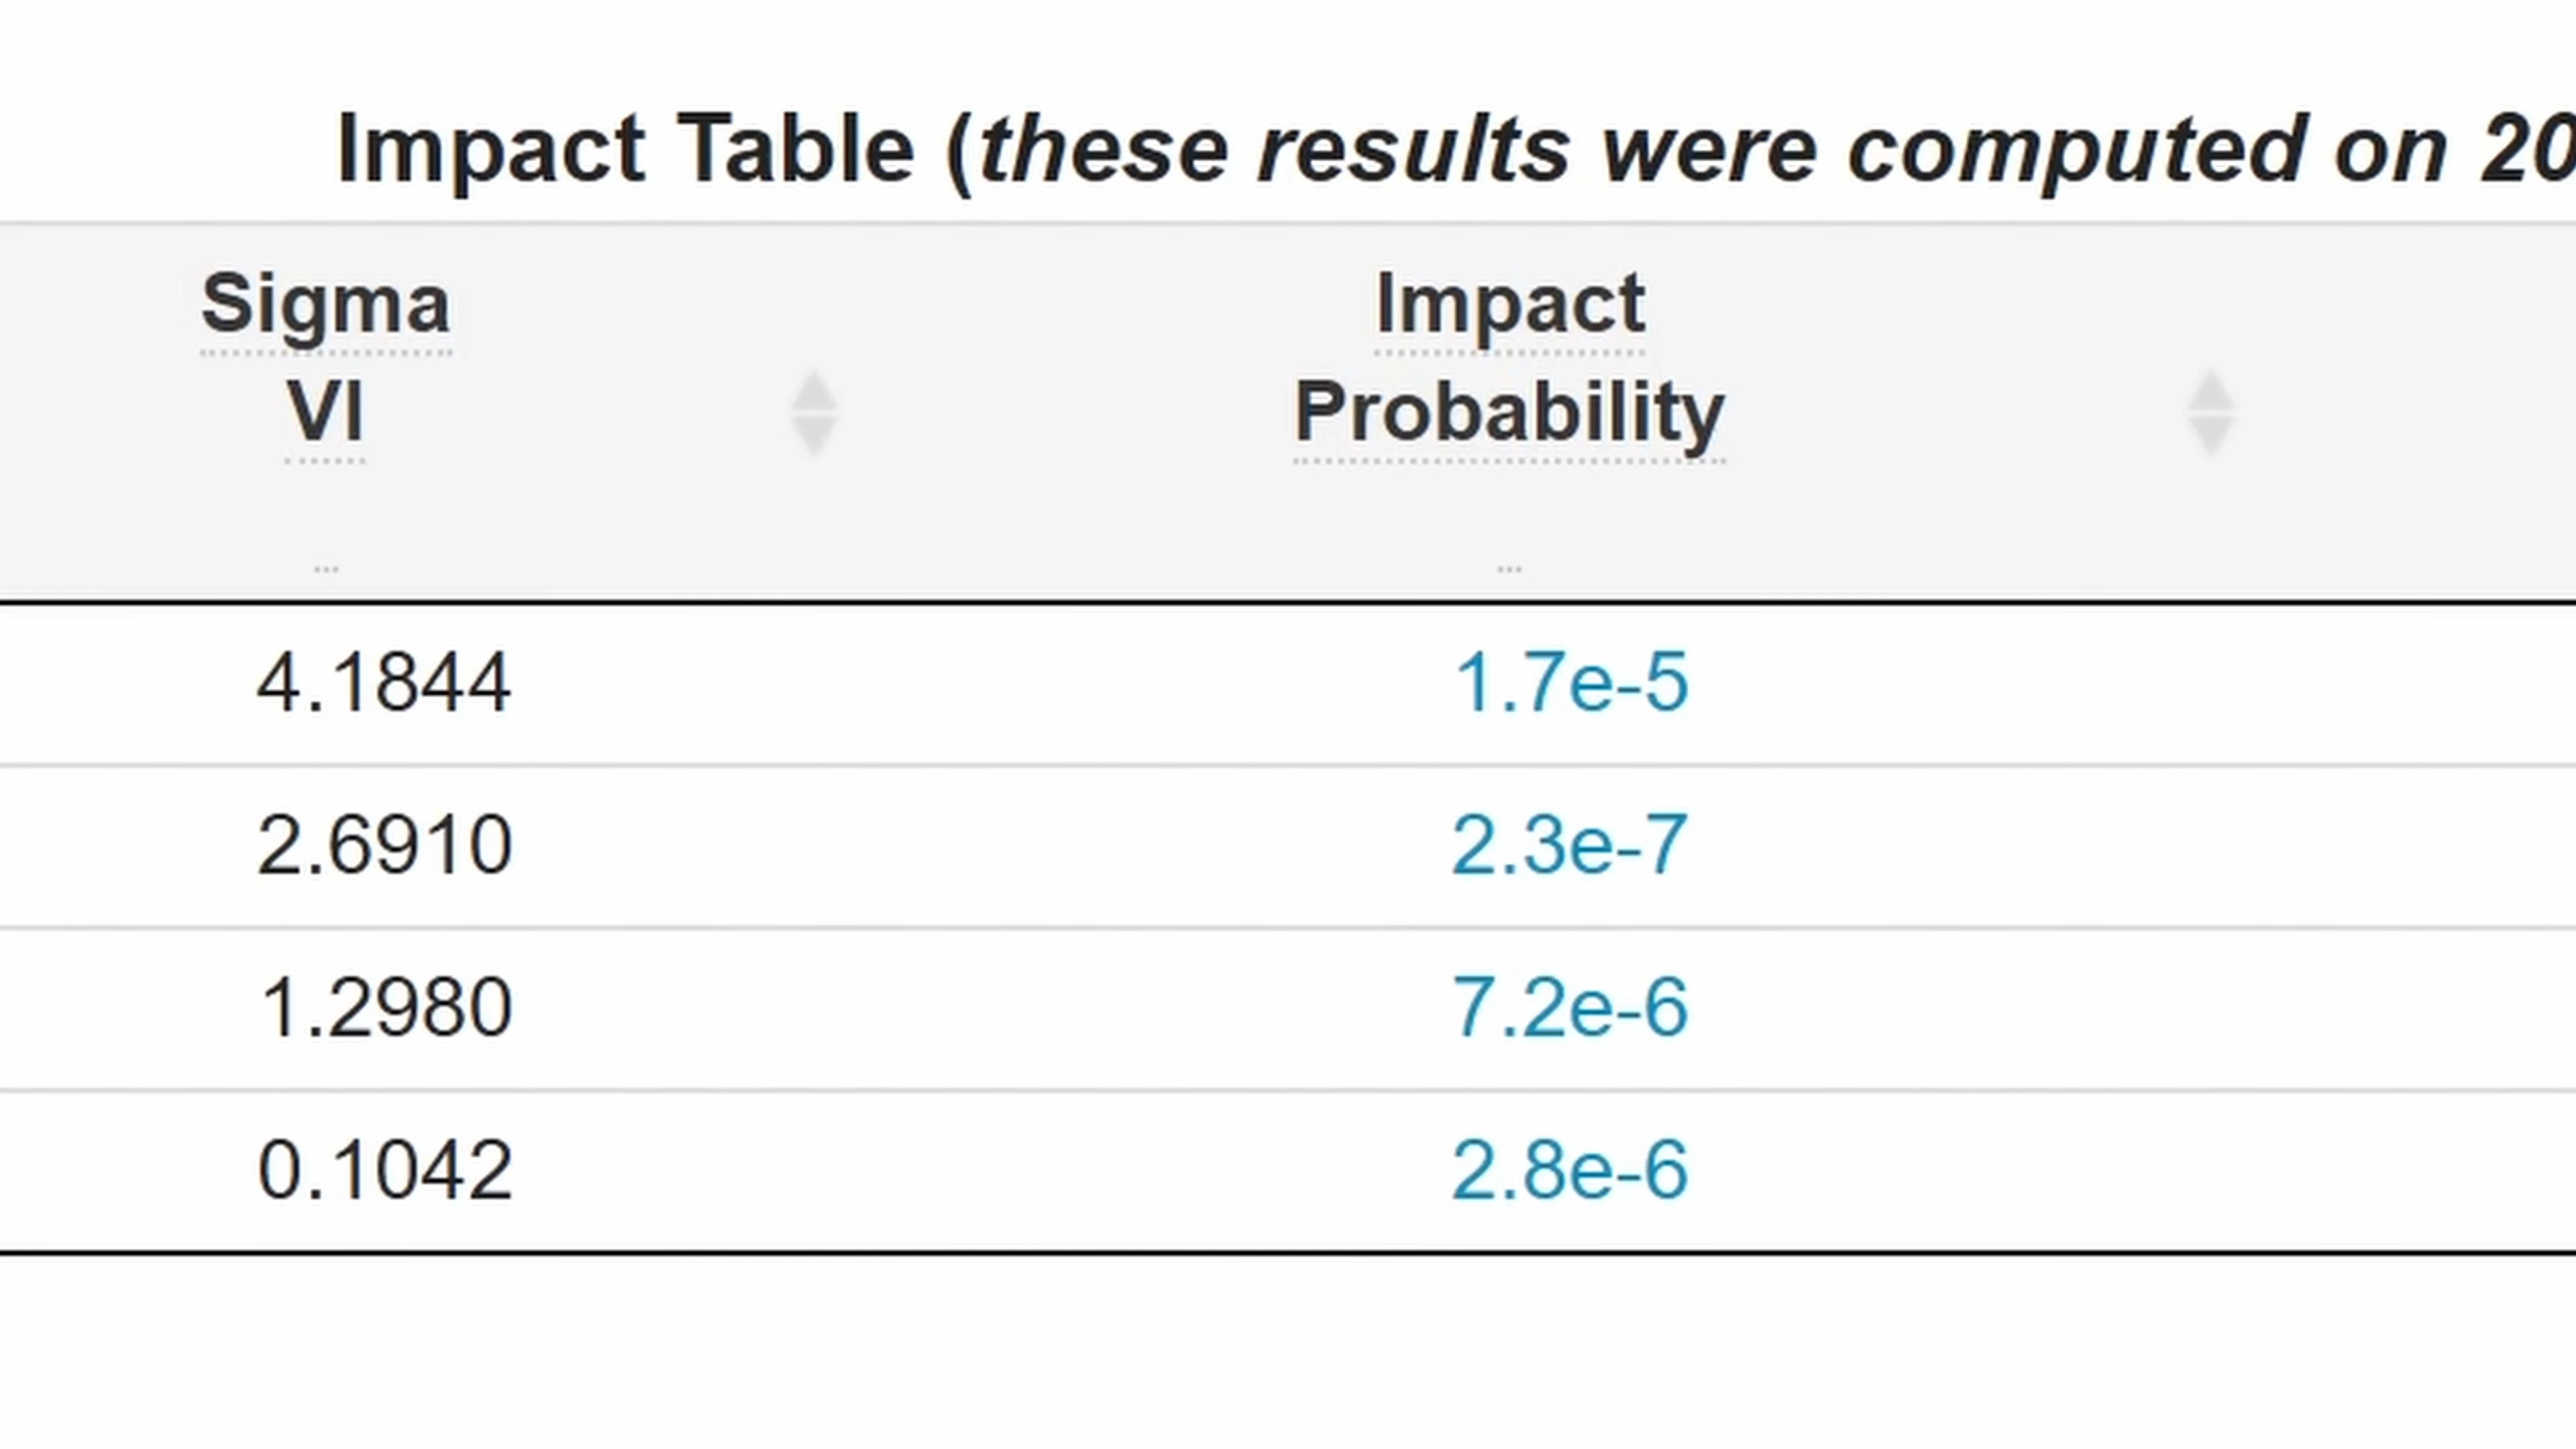 Impact Table (these results were computed on 20
Sigma VI
Impact Probability
... ...
4.1844 1.7e-5
2.6910 2.3e-7
1.2980 7.2e-6
0.1042 2.8e-6